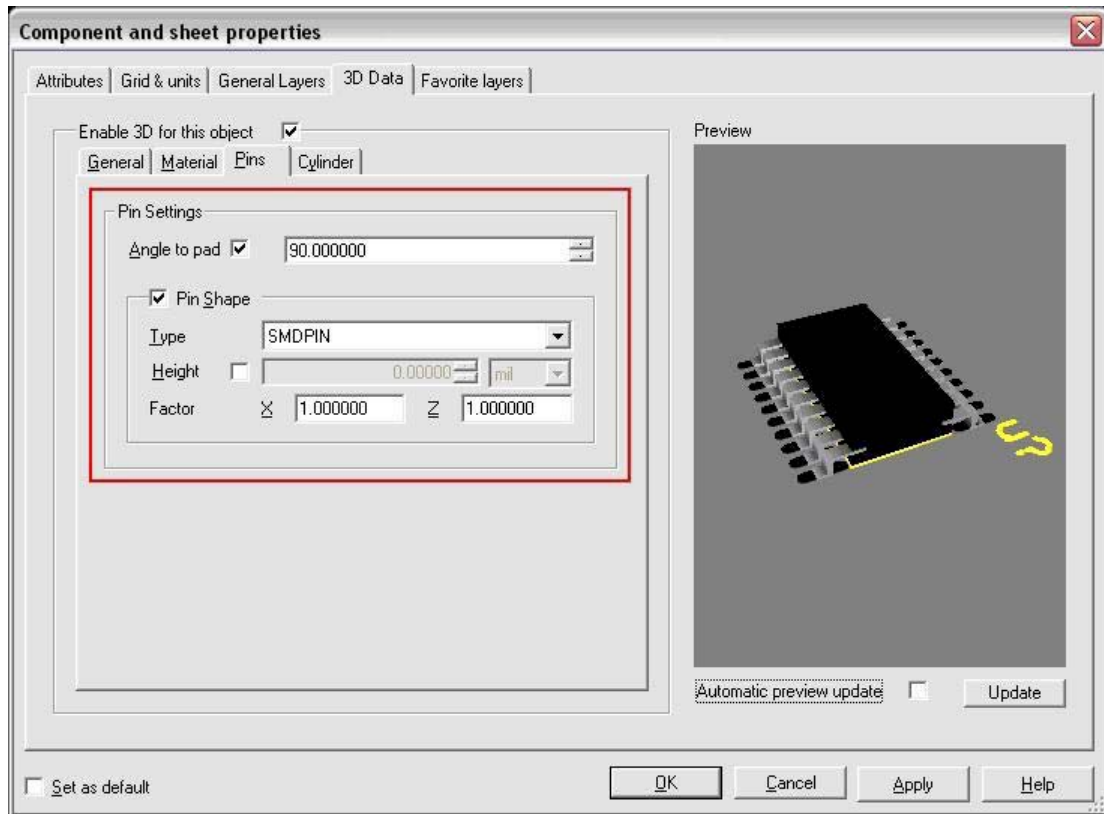 Component and sheet properties
Attributes Grid & units General Layers 3D Data Favorite layers
Enable 3D for this object
General Material Pins Cylinder
Pin Settings
Angle to pad 90.000000
Pin Shape
Type SMDPIN
Height 0.00000 mil
Factor X 1.000000 Z 1.000000
Preview
U?
Automatic preview update Update
Set as default OK Cancel Apply Help